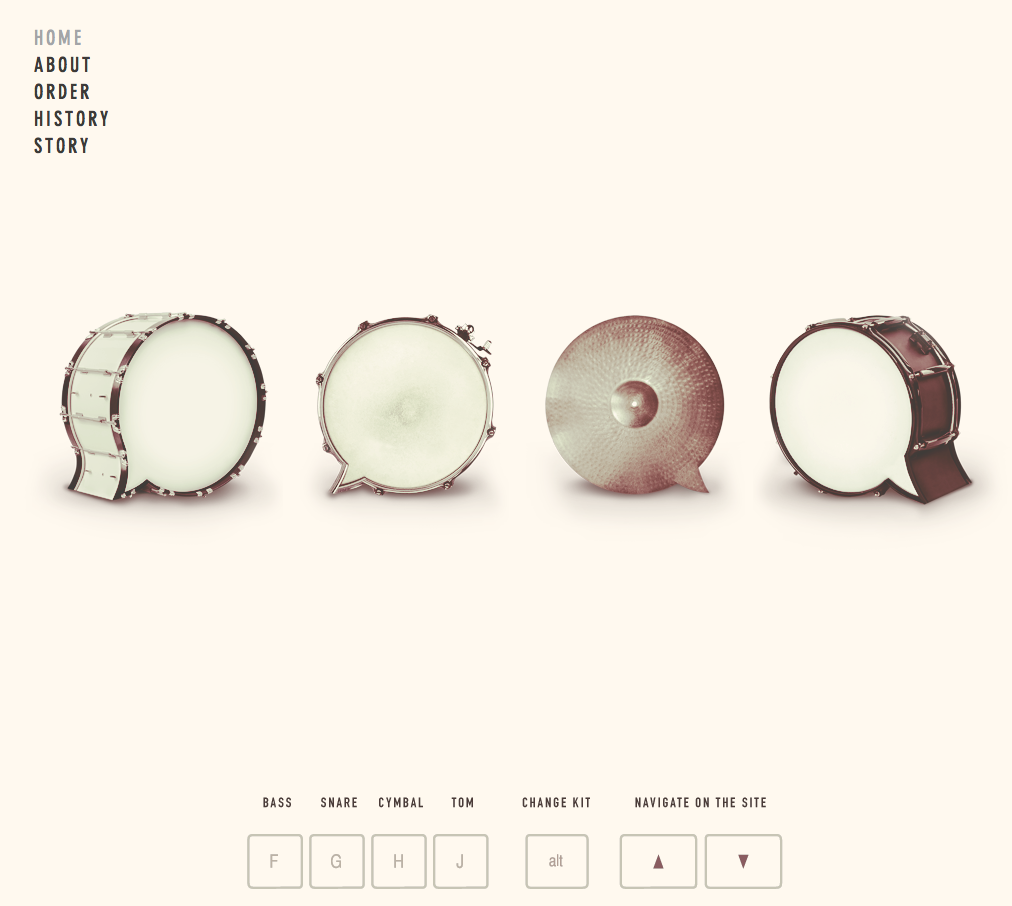 HOME
ABOUT
ORDER
HISTORY
STORY
BASS SNARE CYMBAL TOM CHANGE KIT NAVIGATE ON THE SITE
F G H J alt ▲ ▼